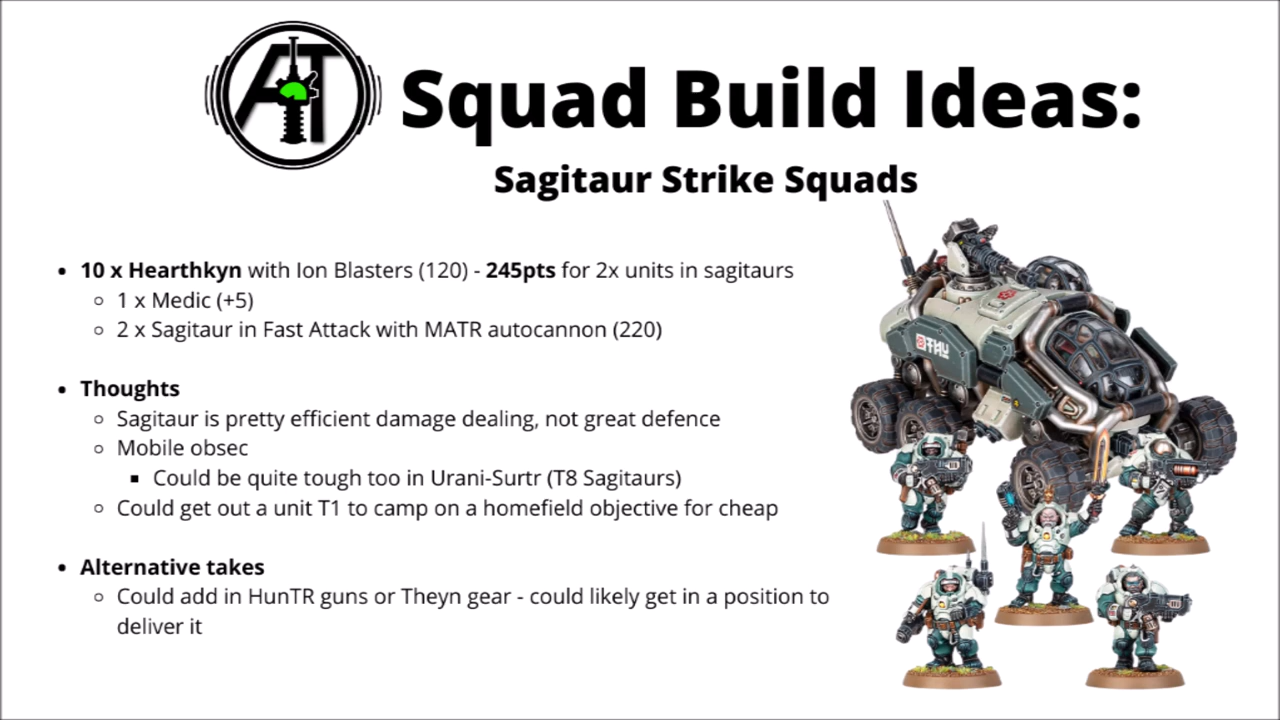 AT
Squad Build Ideas:
Sagitaur Strike Squads
• 10 x Hearthkyn with Ion Blasters (120) - 245pts for 2x units in sagitaurs
○ 1 x Medic (+5)
○ 2 x Sagitaur in Fast Attack with MATR autocannon (220)
• Thoughts
○ Sagitaur is pretty efficient damage dealing, not great defence
○ Mobile obsec
▪ Could be quite tough too in Urani-Surtr (T8 Sagitaurs)
○ Could get out a unit T1 to camp on a homefield objective for cheap
• Alternative takes
○ Could add in HunTR guns or Theyn gear - could likely get in a position to
deliver it